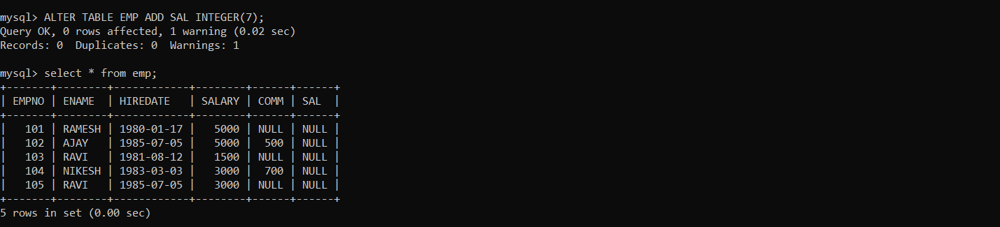 mysql> ALTER TABLE EMP ADD SAL INTEGER(7);
Query OK, 0 rows affected, 1 warning (0.02 sec)
Records: 0  Duplicates: 0  Warnings: 1

mysql> select * from emp;
+-------+--------+------------+--------+------+------+
| EMPNO | ENAME  | HIREDATE   | SALARY | COMM | SAL  |
+-------+--------+------------+--------+------+------+
|   101 | RAMESH | 1980-01-17 |   5000 | NULL | NULL |
|   102 | AJAY   | 1985-07-05 |   5000 |  500 | NULL |
|   103 | RAVI   | 1981-08-12 |   1500 | NULL | NULL |
|   104 | NIKESH | 1983-03-03 |   3000 |  700 | NULL |
|   105 | RAVI   | 1985-07-05 |   3000 | NULL | NULL |
+-------+--------+------------+--------+------+------+
5 rows in set (0.00 sec)